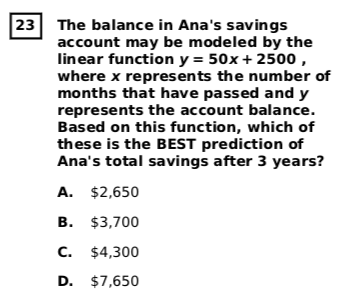 23 The balance in Ana's savings
account may be modeled by the
linear function y = 50x + 2500 ,
where x represents the number of
months that have passed and y
represents the account balance.
Based on this function, which of
these is the BEST prediction of
Ana's total savings after 3 years?
A. $2,650
B. $3,700
C. $4,300
D. $7,650